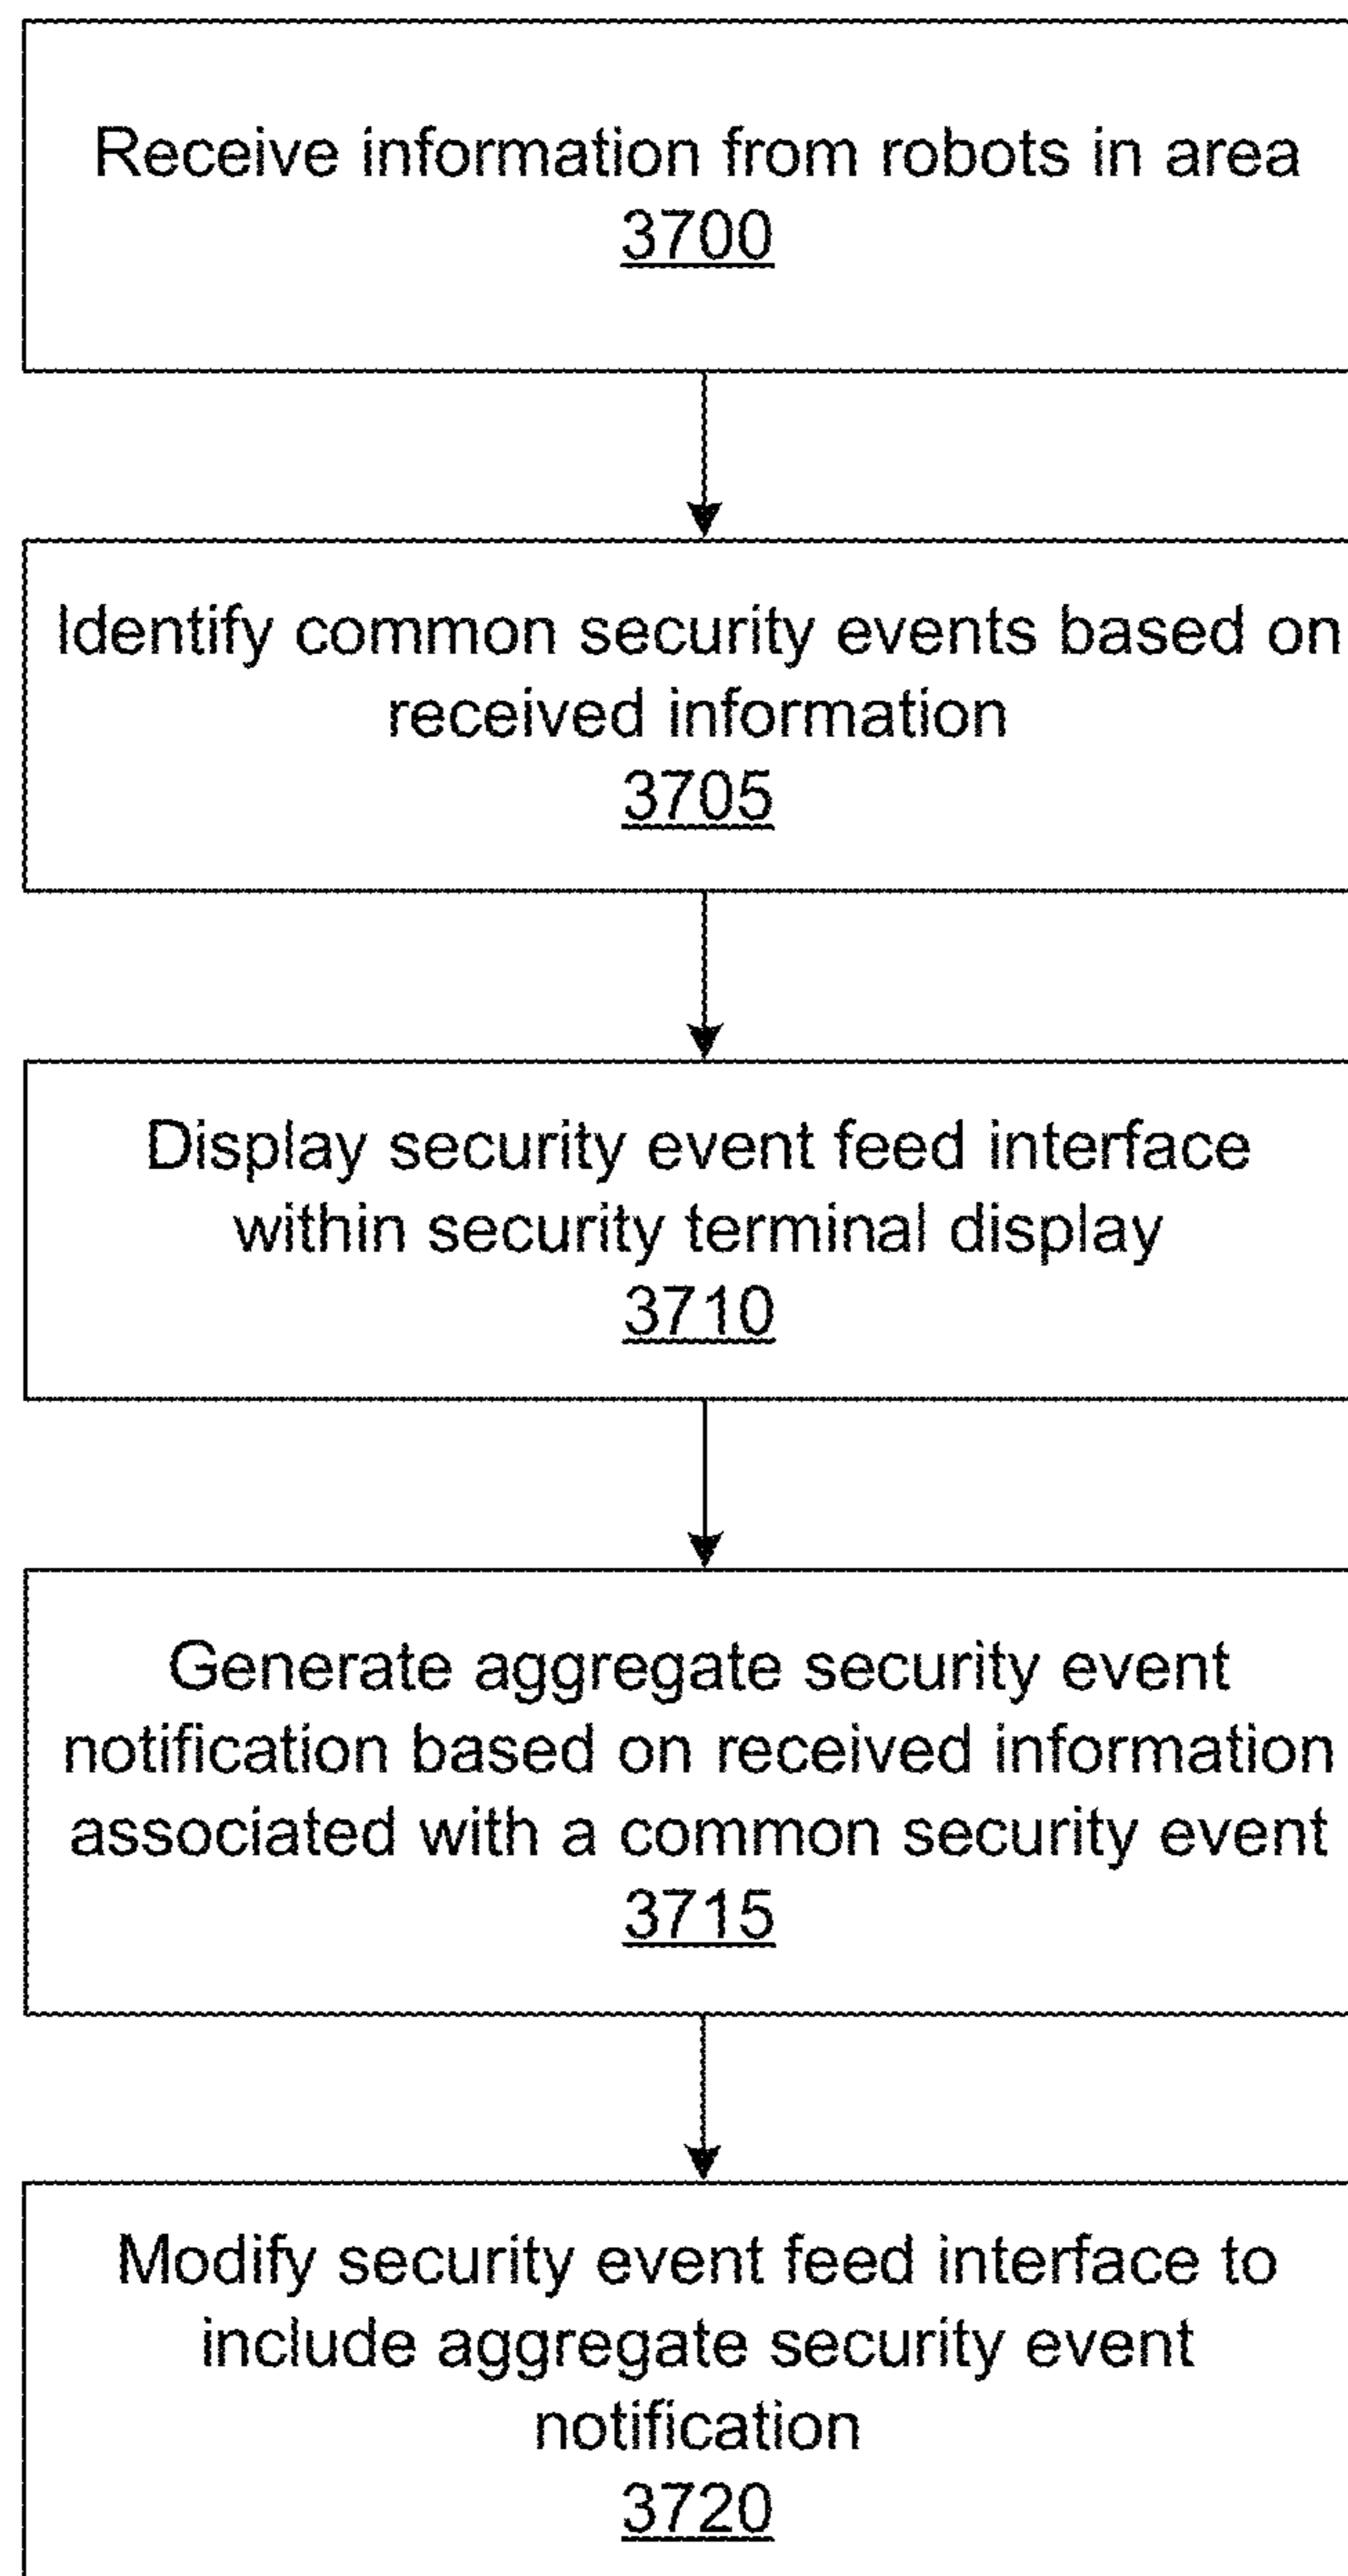 Receive information from robots in area
3700
Identify common security events based on
received information
3705
Display security event feed interface
within security terminal display
3710
Generate aggregate security event
notification based on received information
associated with a common security event
3715
Modify security event feed interface to
include aggregate security event
notification
3720